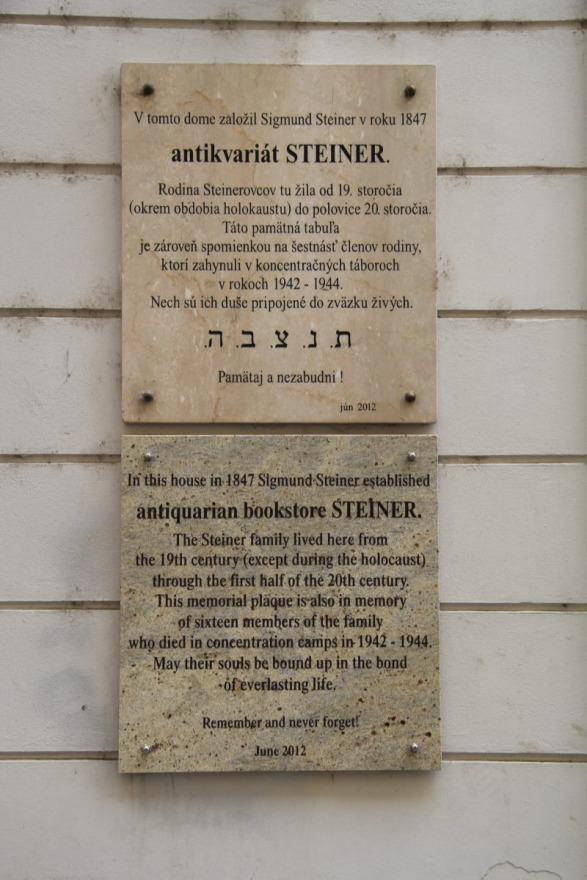 V tomto dome založil Sigmund Steiner v roku 1847
antikvariát STEINER.
Rodina Steinerovcov tu žila od 19. storočia
(okrem obdobia holokaustu) do polovice 20. storočia.
Táto pamätná tabuľa
je zároveň spomienkou na šestnásť členov rodiny,
ktorí zahynuli v koncentračných táboroch
v rokoch 1942 - 1944.
Nech sú ich duše pripojené do zväzku živých.
ת. נ. צ. ב. ה.
Pamätaj a nezabudni !
jún 2012
In this house in 1847 Sigmund Steiner established
antiquarian bookstore STEINER.
The Steiner family lived here from
the 19th century (except during the holocaust)
through the first half of the 20th century.
This memorial plaque is also in memory
of sixteen members of the family
who died in concentration camps in 1942 - 1944.
May their souls be bound up in the bond
of everlasting life.
Remember and never forget!
June 2012